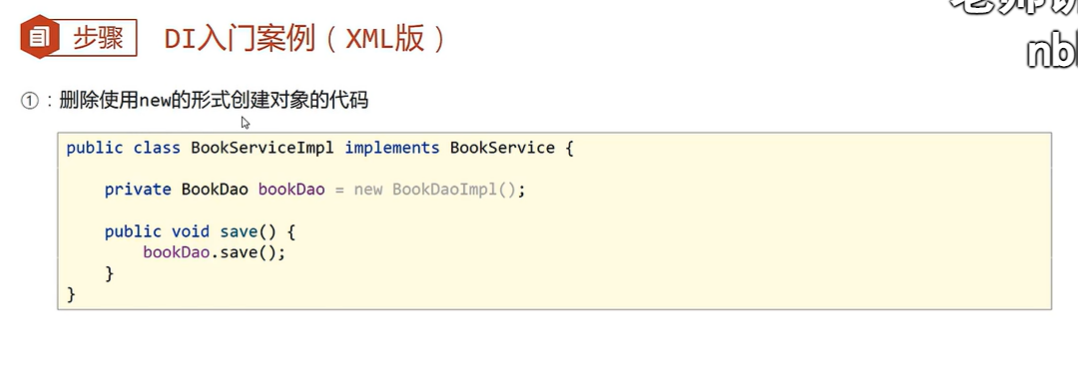 步骤 DI入门案例（XML版）
nb
①：删除使用new的形式创建对象的代码
public class BookServiceImpl implements BookService {
private BookDao bookDao = new BookDaoImpl();
public void save() {
bookDao.save();
}
}